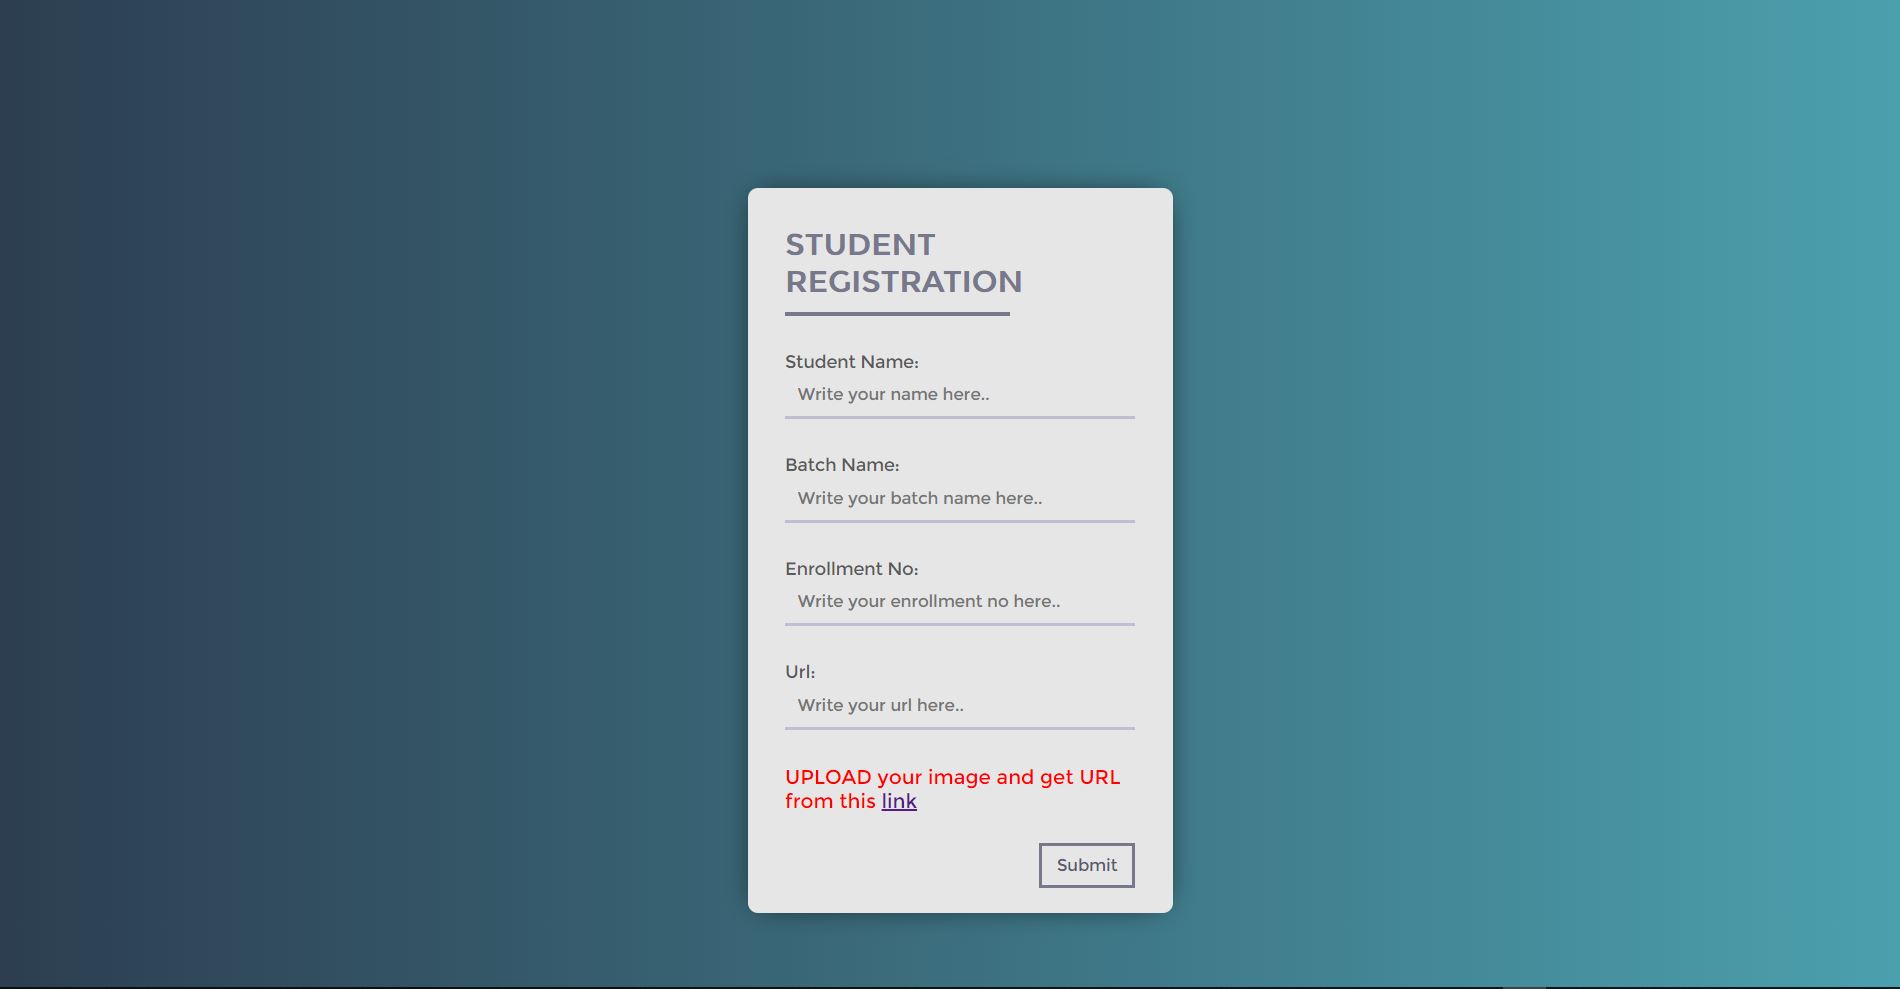 STUDENT
REGISTRATION
Student Name:
Write your name here..
Batch Name:
Write your batch name here..
Enrollment No:
Write your enrollment no here..
Url:
Write your url here..
UPLOAD your image and get URL
from this link
Submit